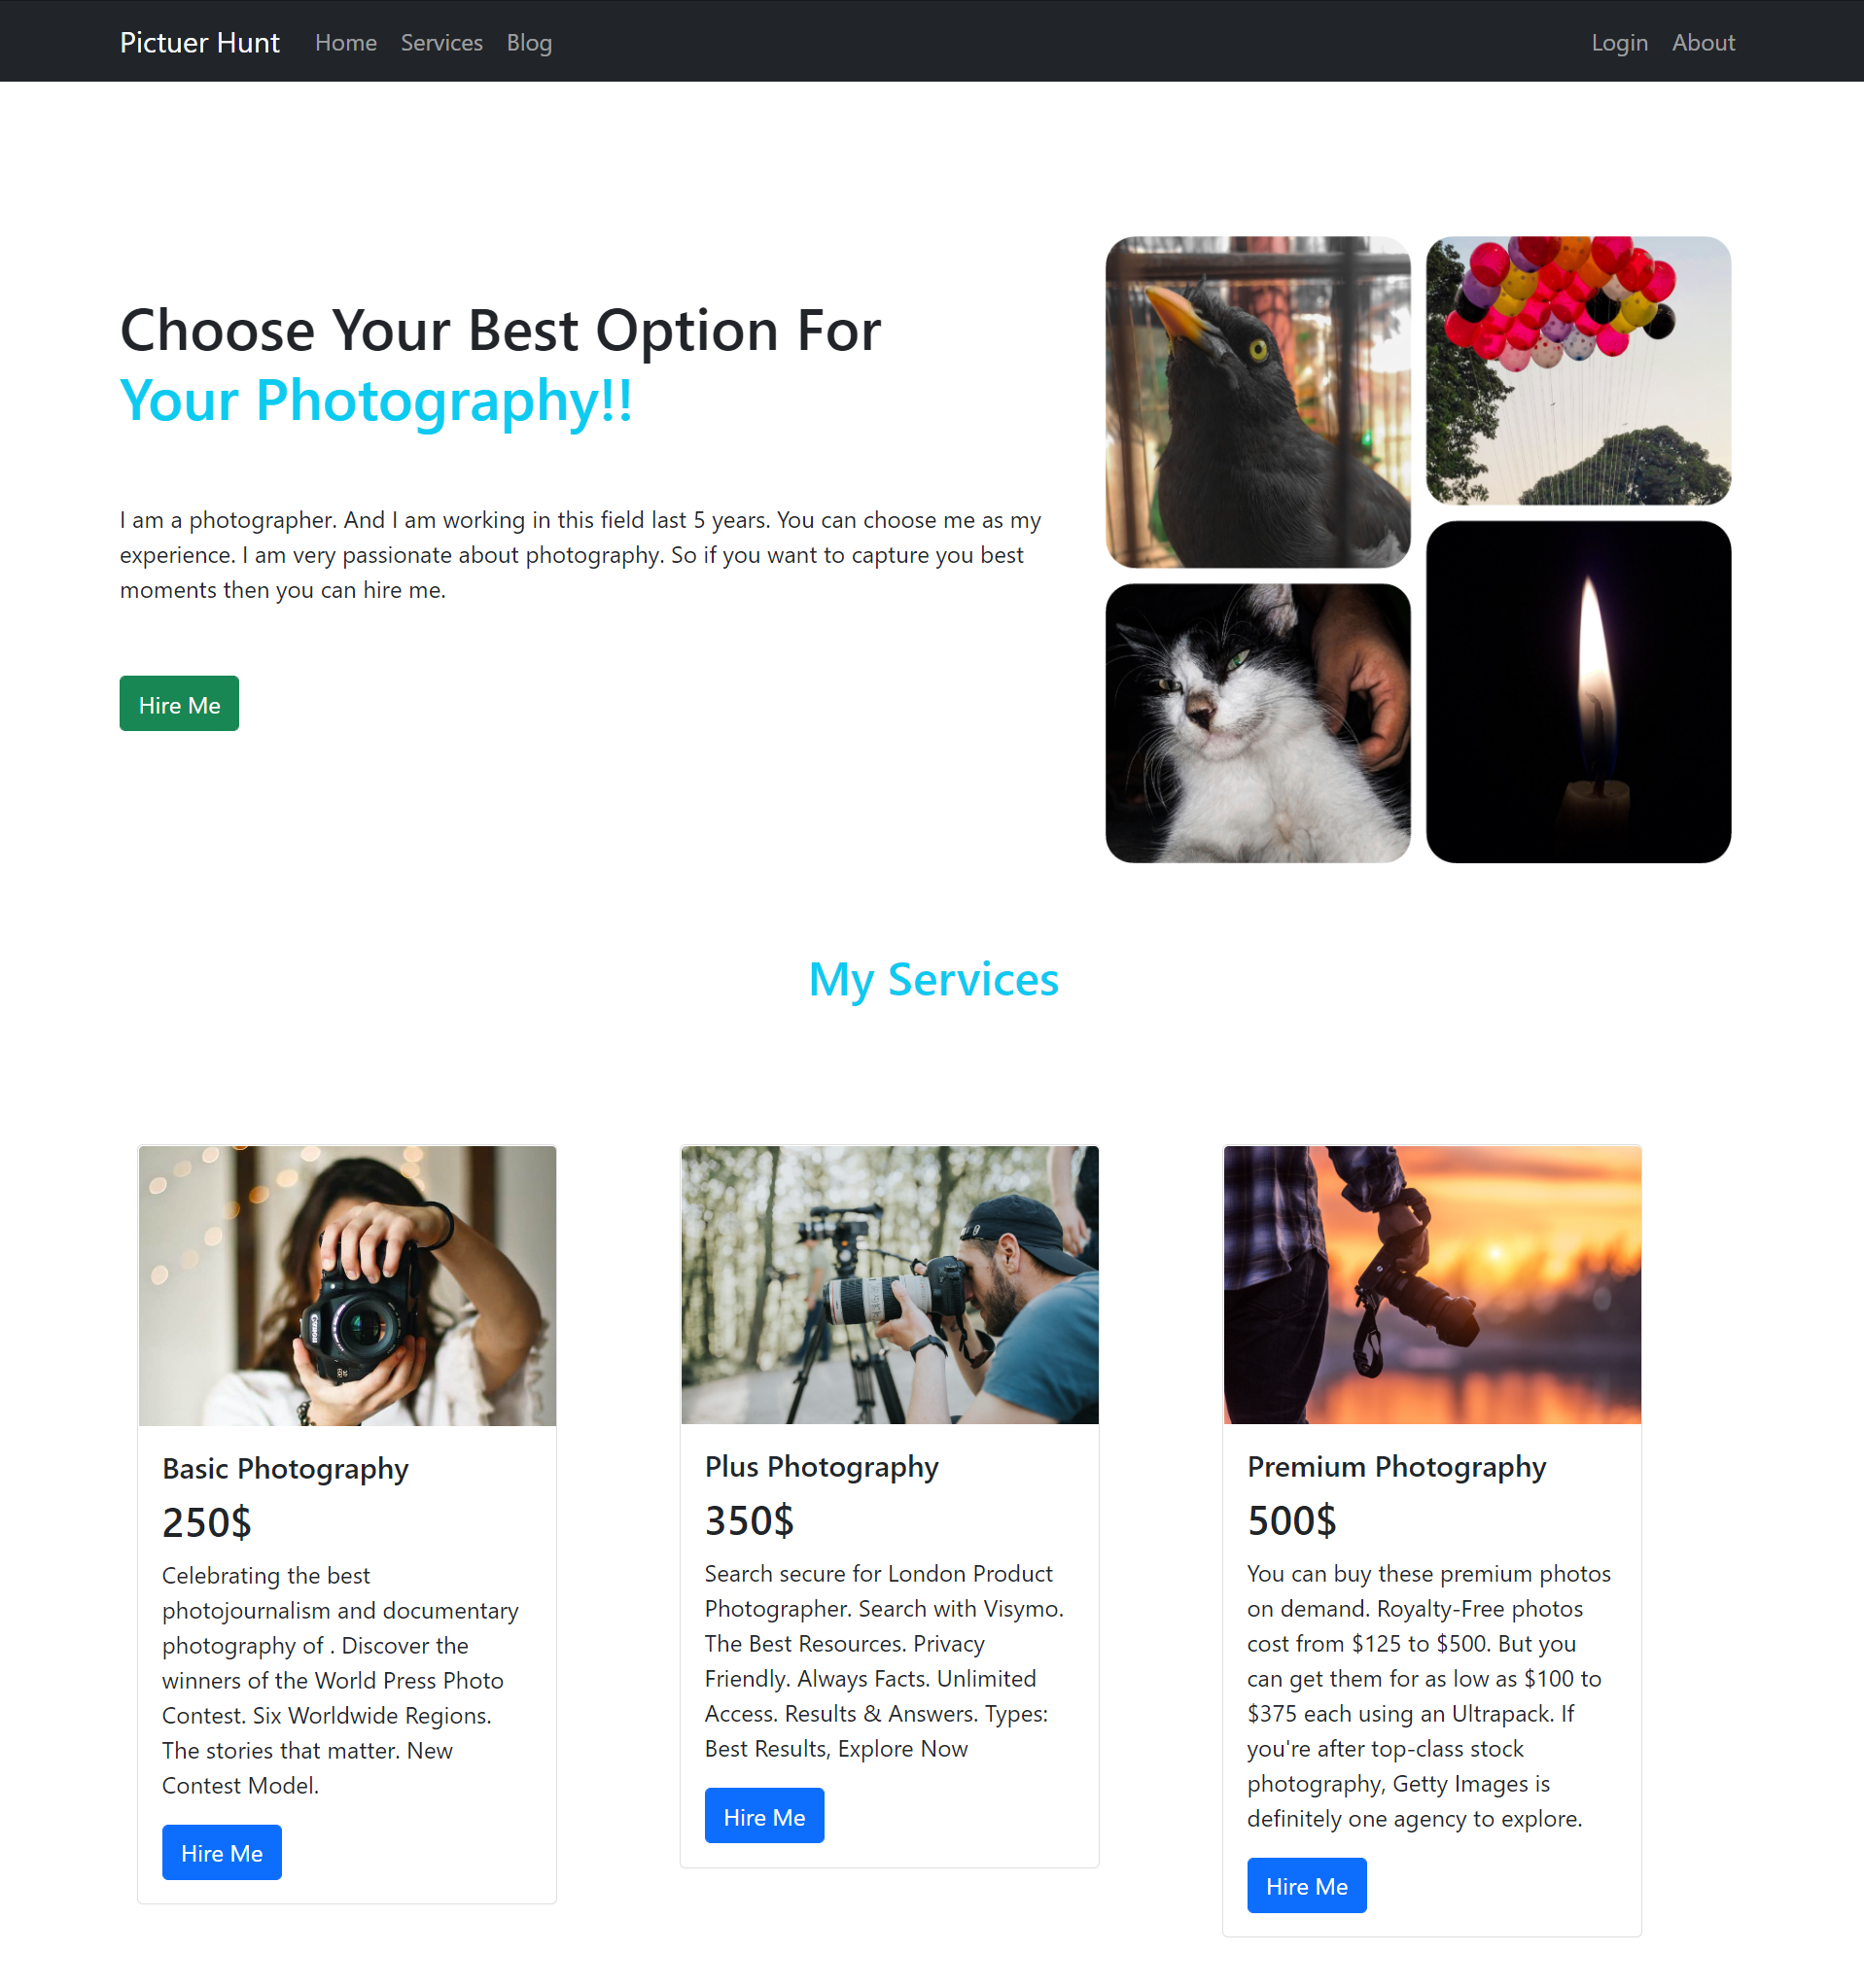 Pictuer Hunt Home Services Blog Login About
Choose Your Best Option For
Your Photography!!
I am a photographer. And I am working in this field last 5 years. You can choose me as my
experience. I am very passionate about photography. So if you want to capture you best
moments then you can hire me.
Hire Me
My Services
Canon
Basic Photography
250$
Celebrating the best
photojournalism and documentary
photography of . Discover the
winners of the World Press Photo
Contest. Six Worldwide Regions.
The stories that matter. New
Contest Model.
Hire Me
Plus Photography
350$
Search secure for London Product
Photographer. Search with Visymo.
The Best Resources. Privacy
Friendly. Always Facts. Unlimited
Access. Results & Answers. Types:
Best Results, Explore Now
Hire Me
Premium Photography
500$
You can buy these premium photos
on demand. Royalty-Free photos
cost from $125 to $500. But you
can get them for as low as $100 to
$375 each using an Ultrapack. If
you're after top-class stock
photography, Getty Images is
definitely one agency to explore.
Hire Me